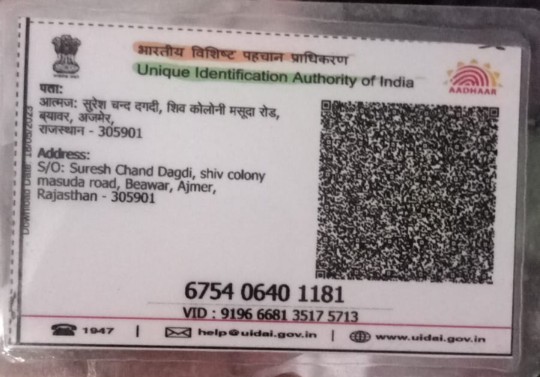 भारतीय विशिष्ट पहचान प्राधिकरण
Unique Identification Authority of India
AADHAAR
पता:
आत्मज: सुरेश चन्द दगदी, शिव कोलोनी मसूदा रोड,
ब्यावर, अजमेर,
राजस्थान - 305901
Address:
S/O: Suresh Chand Dagdi, shiv colony
masuda road, Beawar, Ajmer,
Rajasthan - 305901
Download Date:
6754 0640 1181
VID : 9196 6681 3517 5713
1947 | help@uidai.gov.in | www.uidai.gov.in